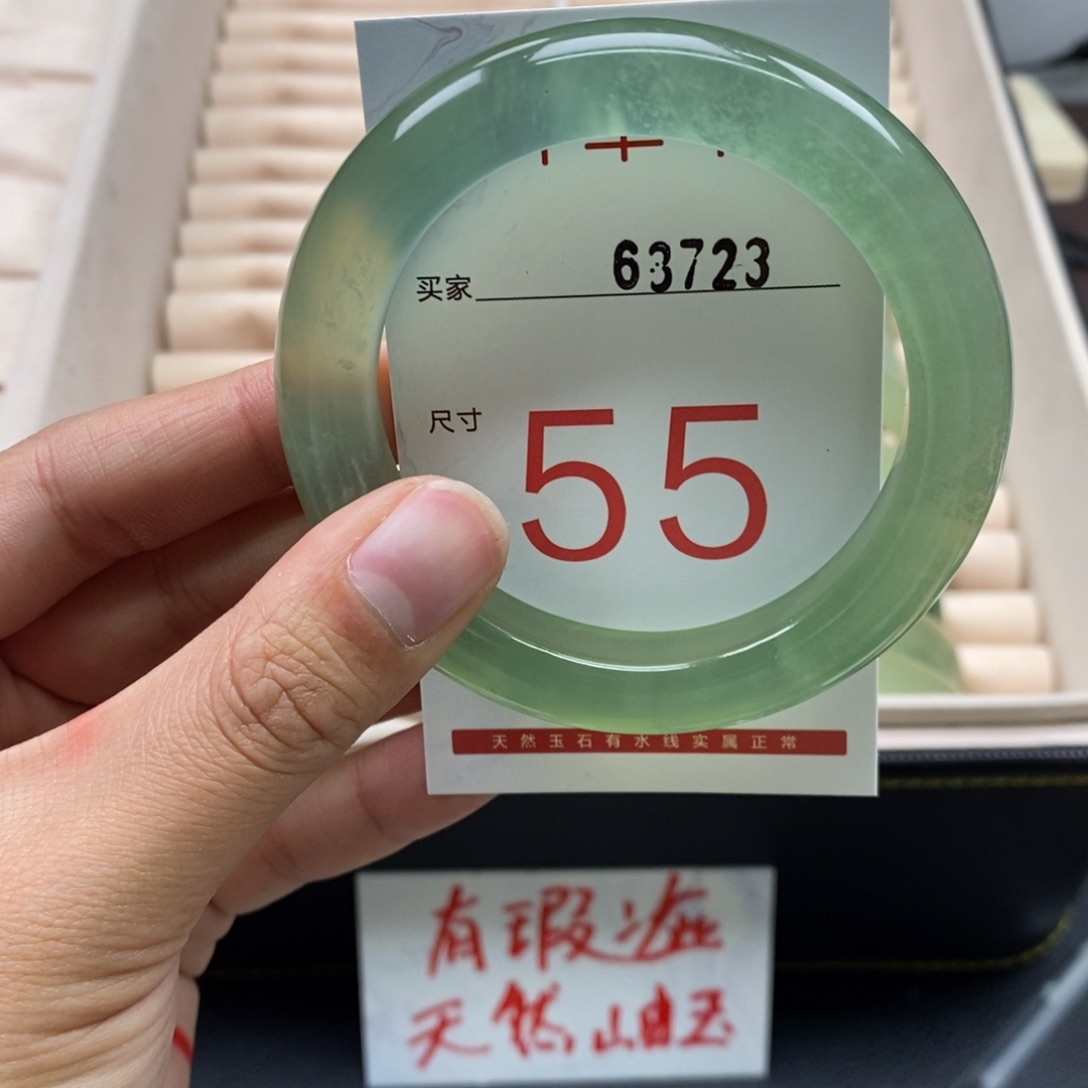 买家 63723
尺寸 55
天然玉石有水线实属正常
有瑕疵
天然岫玉